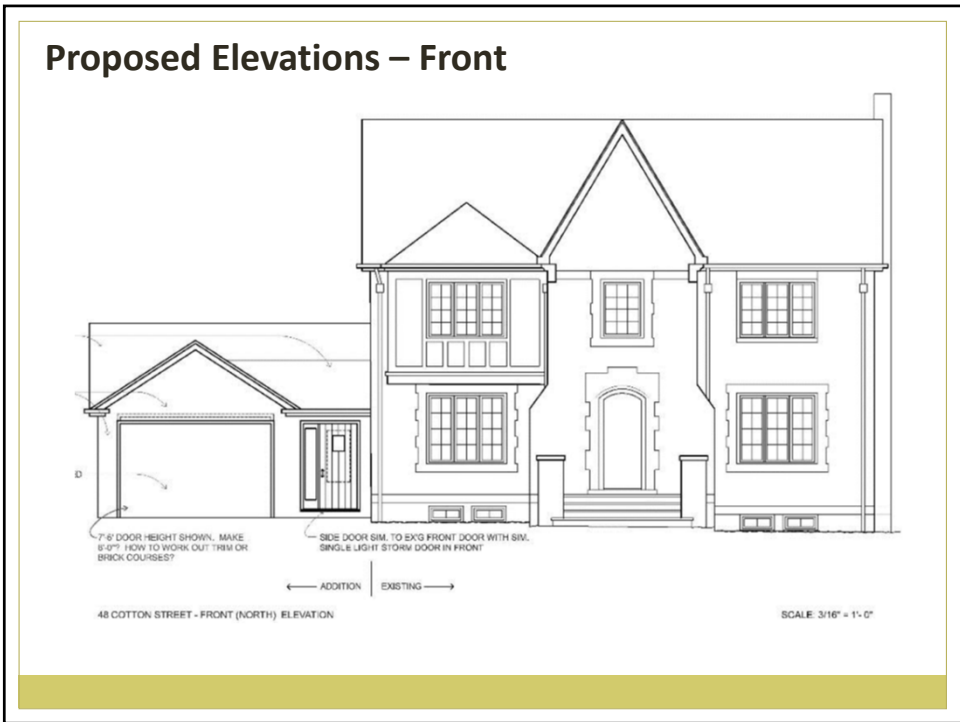 Proposed Elevations – Front
D
7'-6" DOOR HEIGHT SHOWN. MAKE
8'-0"? HOW TO WORK OUT TRIM OR
BRICK COURSES?
SIDE DOOR SIM. TO EX'G FRONT DOOR WITH SIM.
SINGLE LIGHT STORM DOOR IN FRONT
ADDITION
EXISTING
48 COTTON STREET - FRONT (NORTH) ELEVATION
SCALE: 3/16" = 1'- 0"